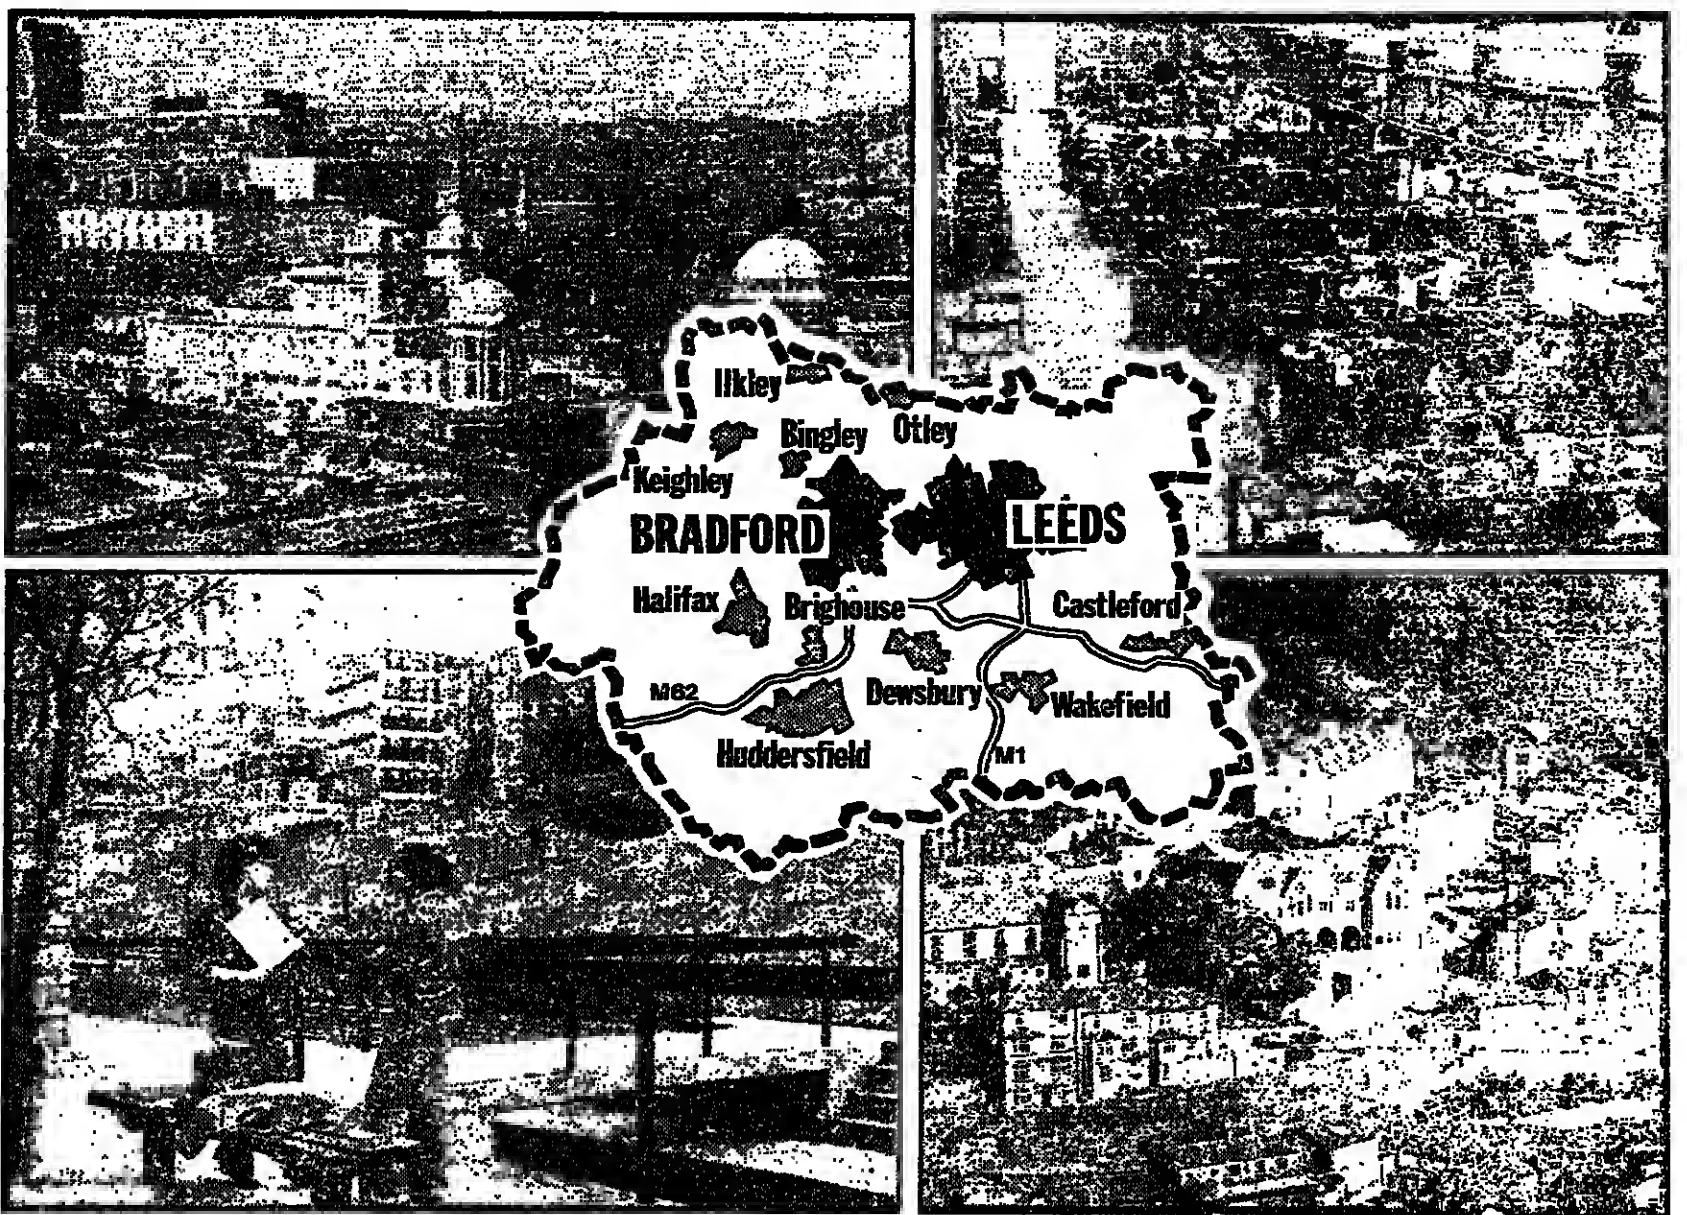 Ilkley
Bingley Otley
Keighley
BRADFORD LEEDS
Halifax Brighouse Castleford
M62 Dewsbury Wakefield
Huddersfield M1